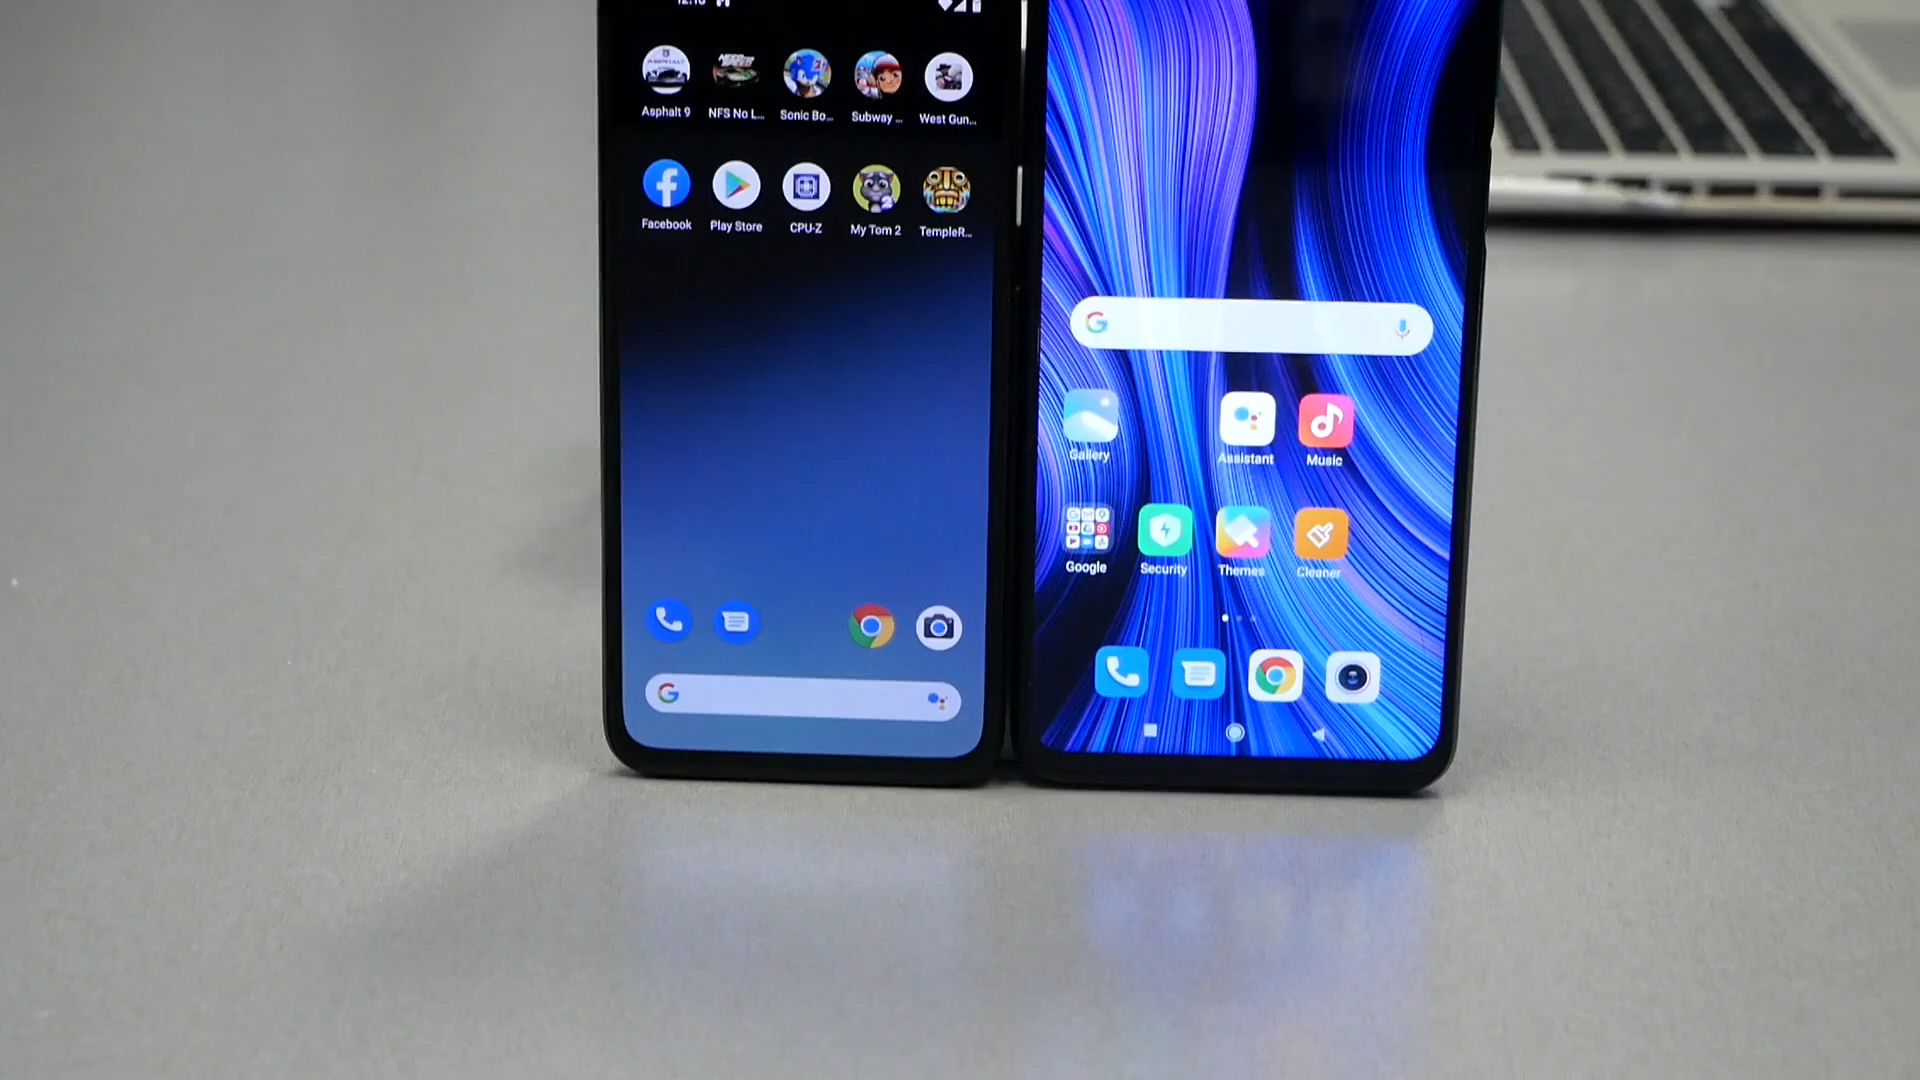 Asphalt 9 NFS No L... Sonic Bo... Subway ... West Gun...
Facebook Play Store CPU-Z My Tom 2 TempleR...
Gallery Assistant Music
Google Security Themes Cleaner